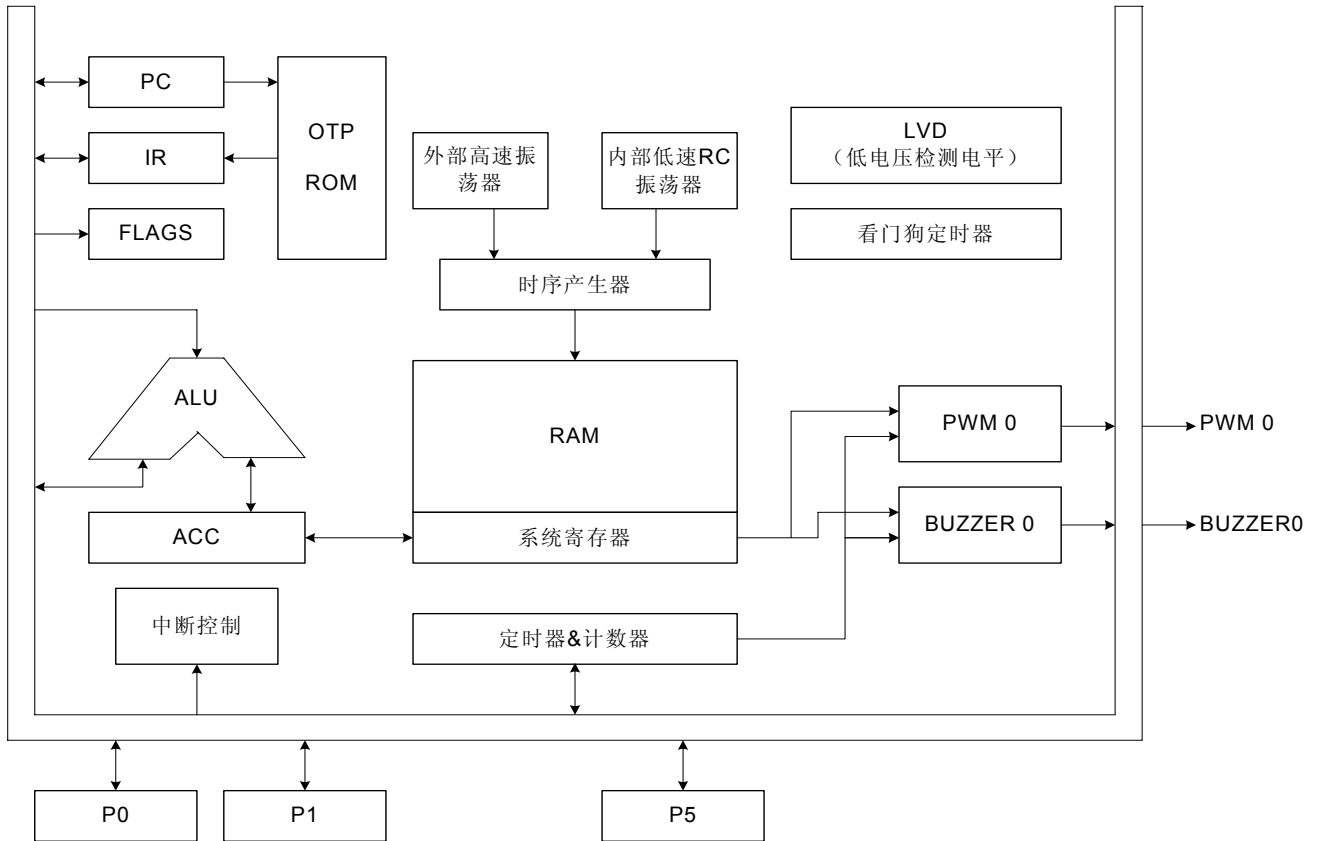 PC
OTP
ROM
IR
FLAGS
外部高速振
荡器
内部低速RC
振荡器
LVD
（低电压检测电平）
看门狗定时器
时序产生器
ALU
RAM
PWM 0
PWM 0
ACC
系统寄存器
BUZZER 0
BUZZER0
中断控制
定时器&计数器
P0
P1
P5